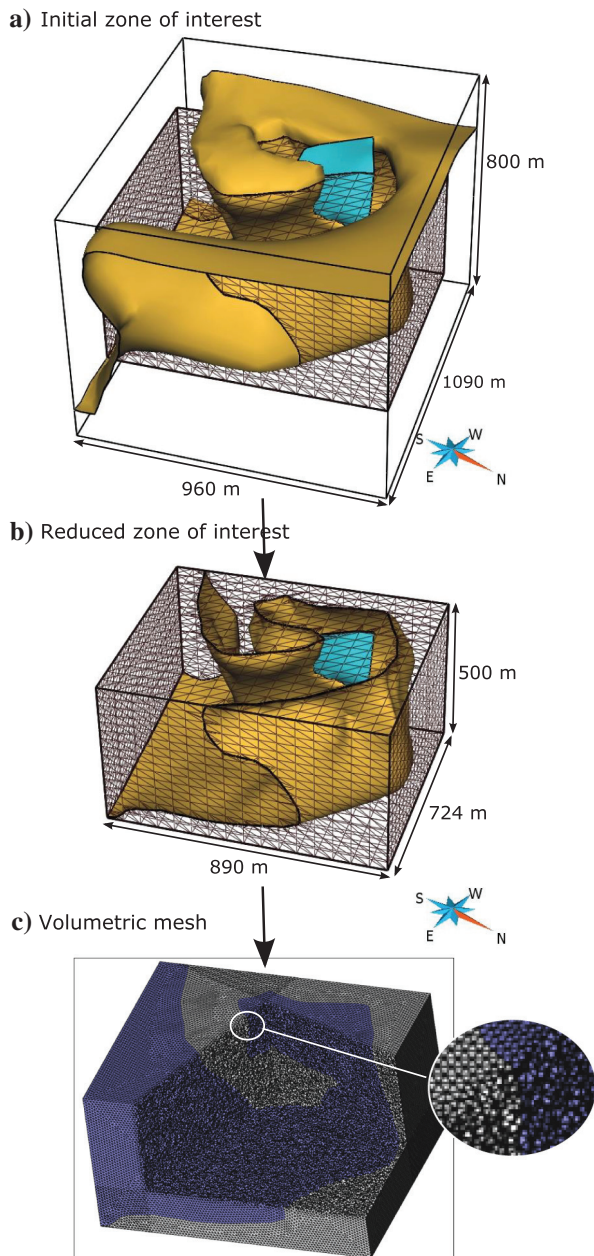 a) Initial zone of interest
800 m
1090 m
960 m
S W
E N
b) Reduced zone of interest
500 m
724 m
890 m
S W
E N
c) Volumetric mesh